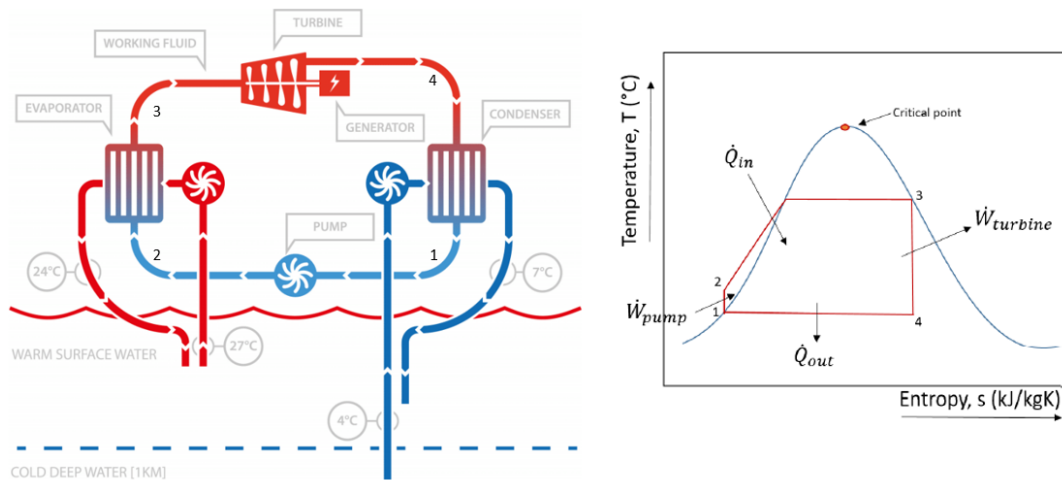 TURBINE
WORKING FLUID
3
4
EVAPORATOR
GENERATOR
CONDENSER
PUMP
2
1
24°C
7°C
27°C
WARM SURFACE WATER
4°C
COLD DEEP WATER [1KM]
Temperature, T (°C)
Critical point
Q̇in
3
Ẇturbine
2
Ẇpump
1
4
Q̇out
Entropy, s (kJ/kgK)